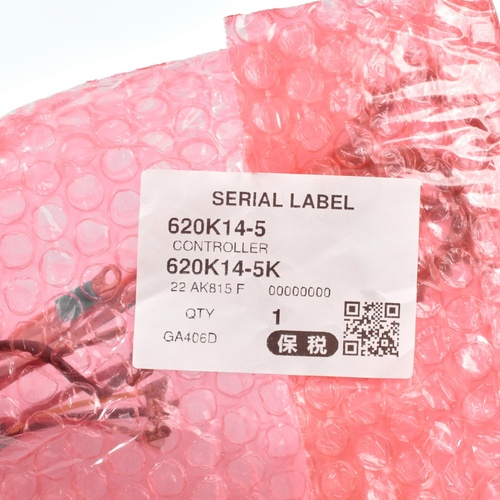 SERIAL LABEL
620K14-5
CONTROLLER
620K14-5K
22 AK815 F 00000000
QTY 1
GA406D 保税